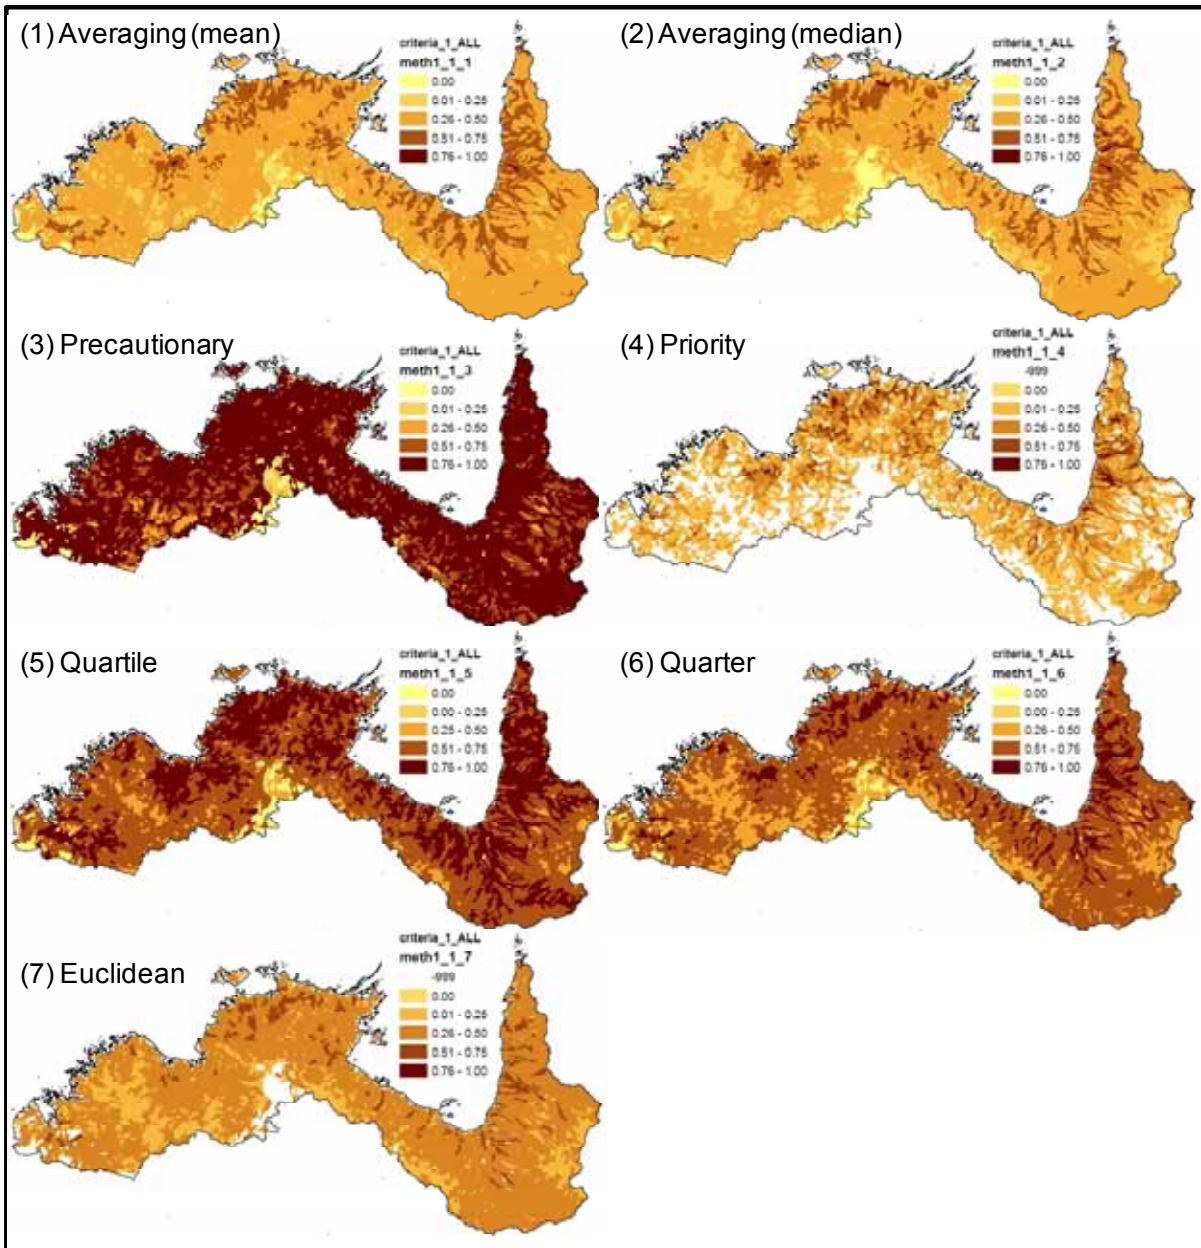 (1) Averaging (mean)
criteria_1_ALL
meth1_1_1
0.00
0.01 - 0.25
0.26 - 0.50
0.51 - 0.75
0.76 - 1.00
(2) Averaging (median)
criteria_1_ALL
meth1_1_2
0.00
0.01 - 0.25
0.26 - 0.50
0.51 - 0.75
0.76 - 1.00
(3) Precautionary
criteria_1_ALL
meth1_1_3
0.00
0.01 - 0.25
0.26 - 0.50
0.51 - 0.75
0.76 - 1.00
(4) Priority
criteria_1_ALL
meth1_1_4
-999
0.00
0.01 - 0.25
0.26 - 0.50
0.51 - 0.75
0.76 - 1.00
(5) Quartile
criteria_1_ALL
meth1_1_5
0.00
0.00 - 0.25
0.25 - 0.50
0.51 - 0.75
0.76 - 1.00
(6) Quarter
criteria_1_ALL
meth1_1_6
0.00
0.00 - 0.25
0.26 - 0.50
0.51 - 0.75
0.76 - 1.00
(7) Euclidean
criteria_1_ALL
meth1_1_7
-999
0.00
0.01 - 0.25
0.26 - 0.50
0.51 - 0.75
0.76 - 1.00